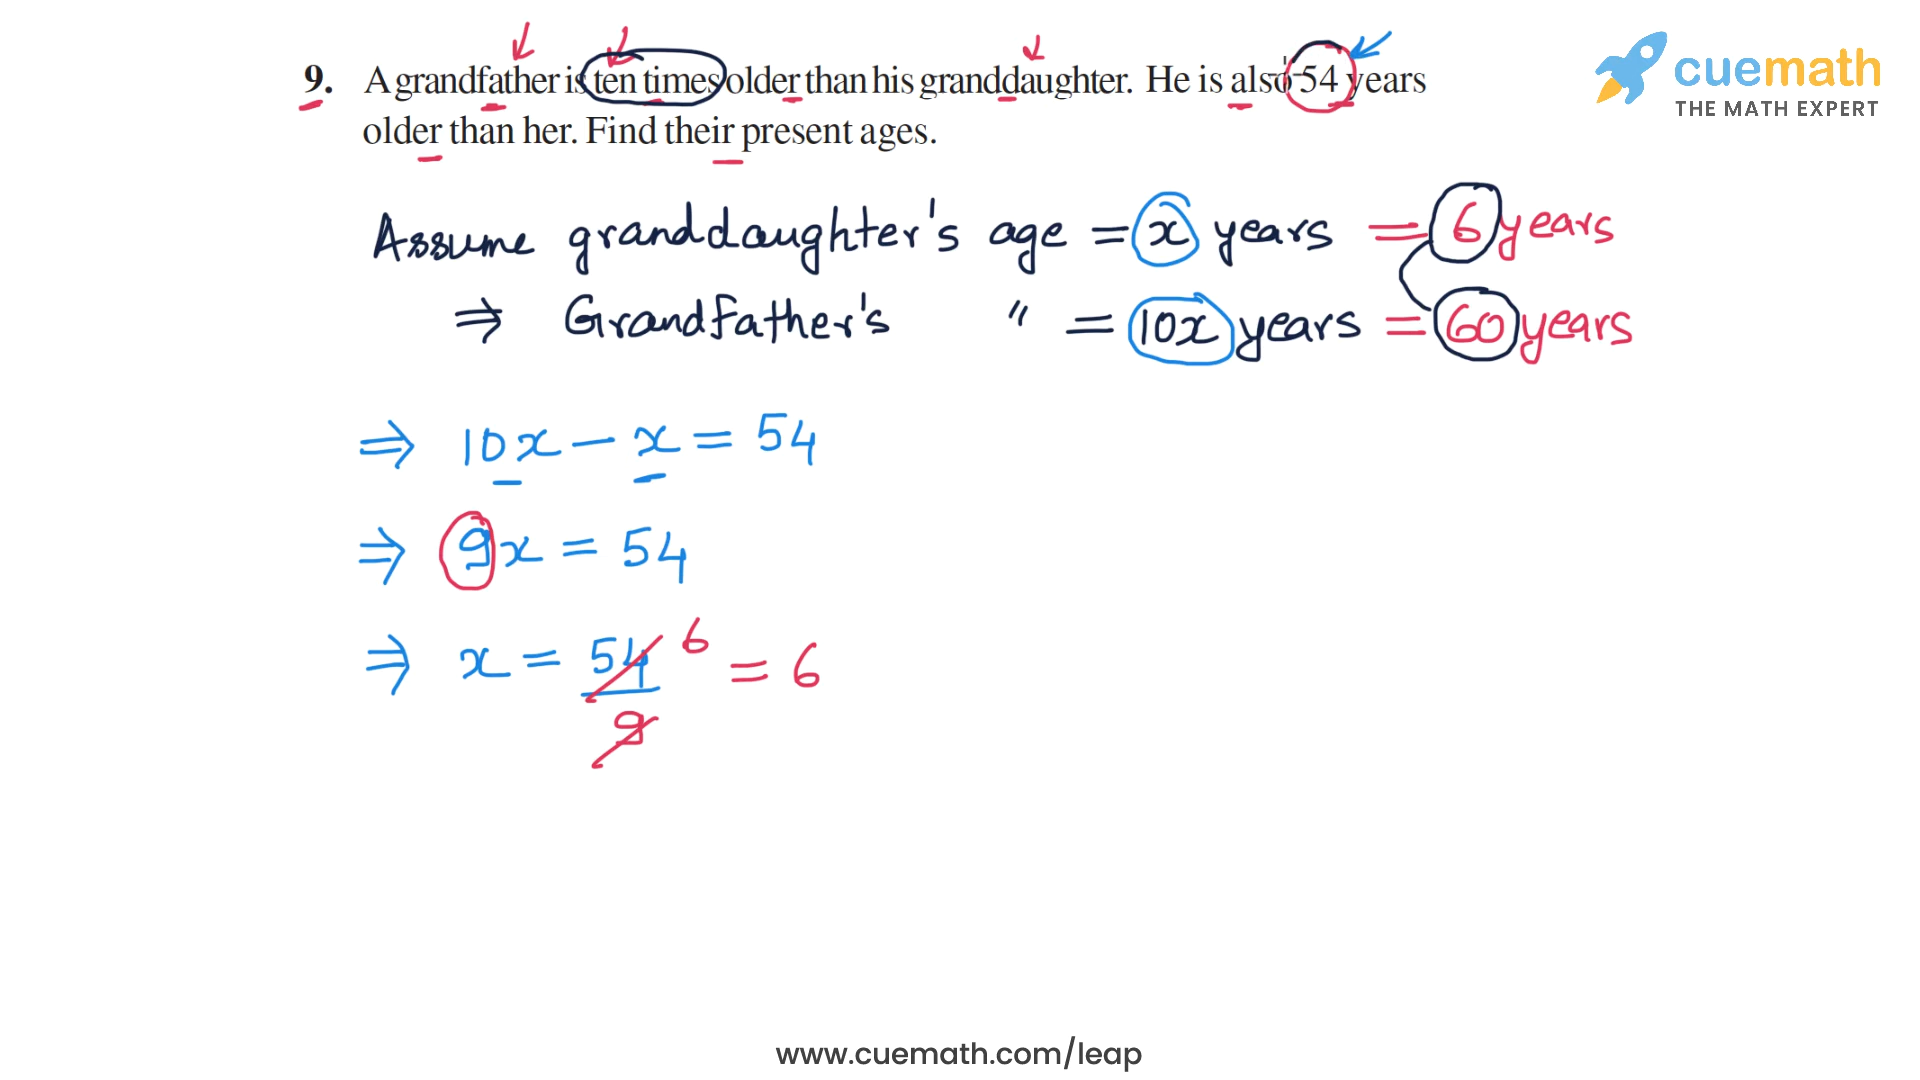 9. A grandfather is ten times older than his granddaughter. He is also 54 years
older than her. Find their present ages.
cuemath
THE MATH EXPERT
Assume granddaughter's age = x years = 6 years
⇒ Grandfather's " = 10x years = 60 years
⇒ 10x - x = 54
⇒ 9x = 54
⇒ x = 54/9 6 = 6
www.cuemath.com/leap